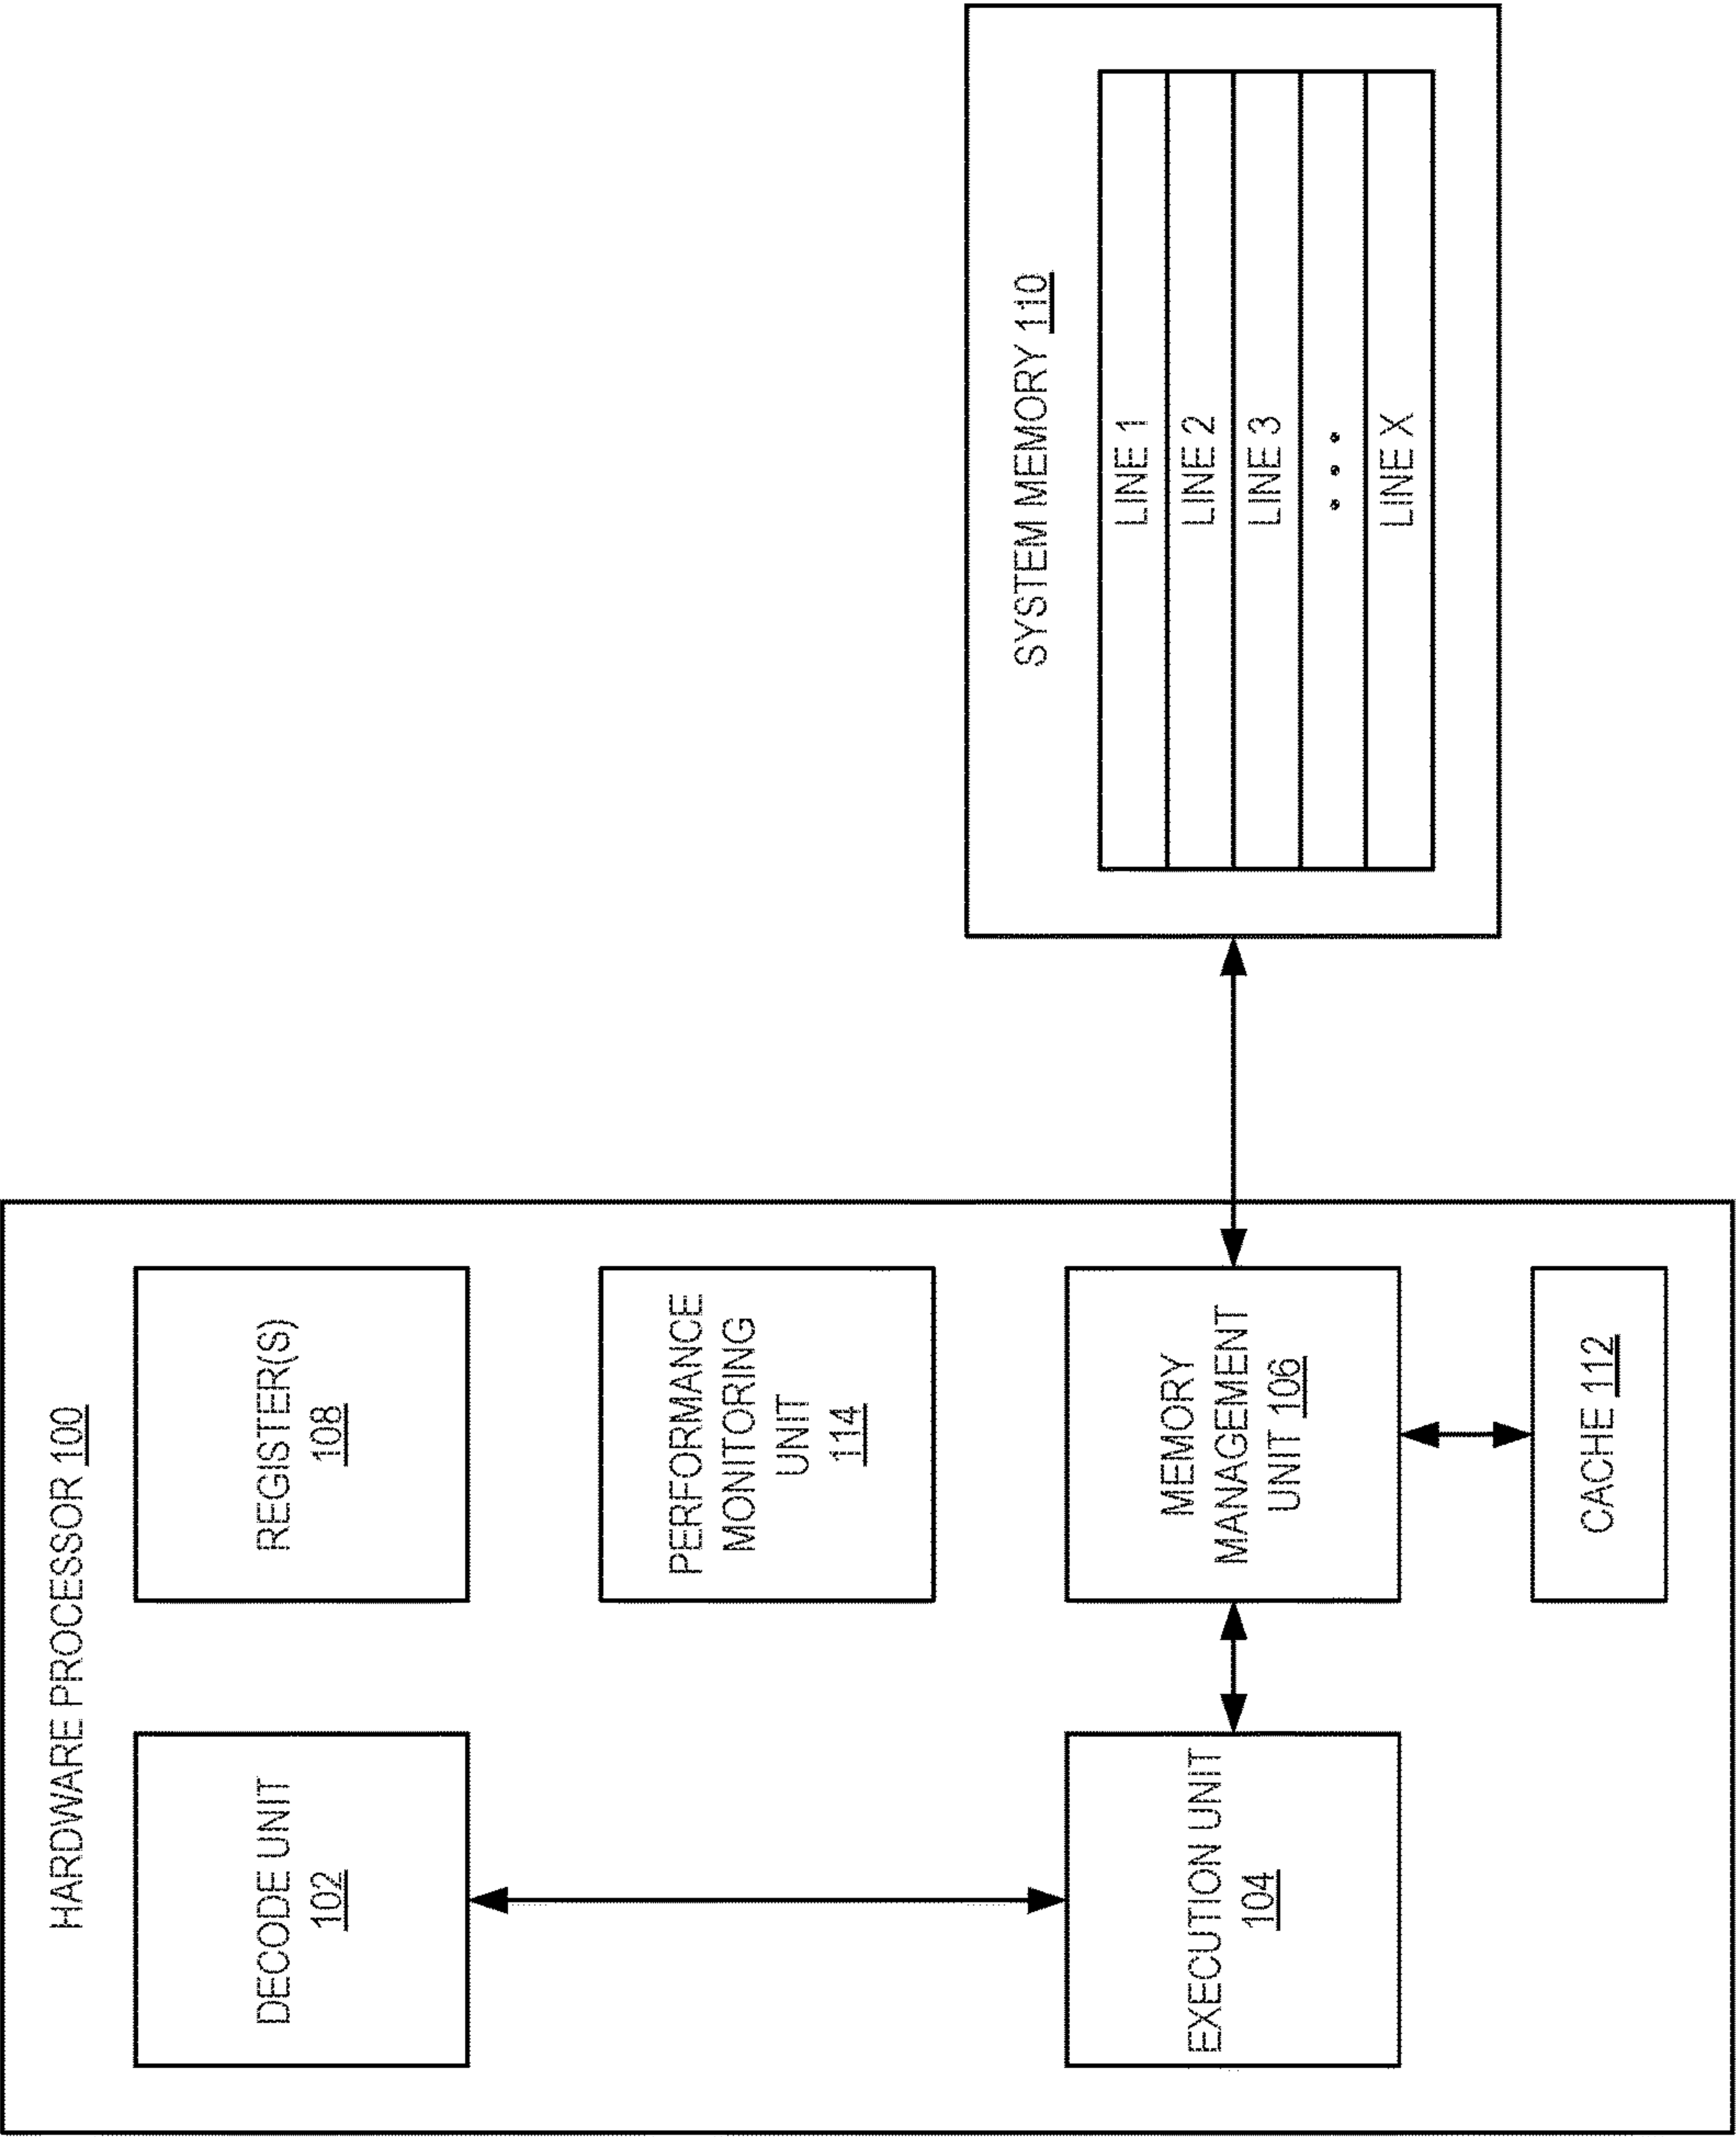 HARDWARE PROCESSOR 100
DECODE UNIT
102
REGISTER(S)
108
PERFORMANCE
MONITORING
UNIT
114
EXECUTION UNIT
104
MEMORY
MANAGEMENT
UNIT 106
CACHE 112
SYSTEM MEMORY 110
LINE 1
LINE 2
LINE 3
• • •
LINE X